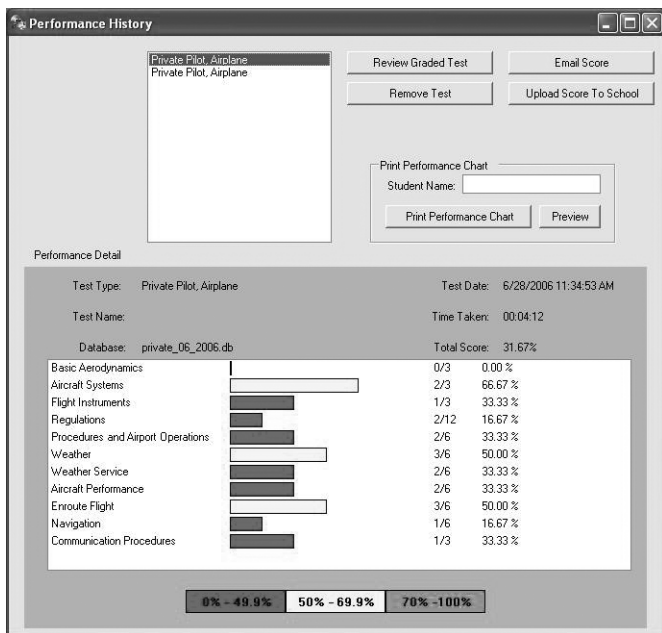 Performance History
Private Pilot, Airplane
Private Pilot, Airplane
Review Graded Test
Email Score
Remove Test
Upload Score To School
Print Performance Chart
Student Name:
Print Performance Chart
Preview
Performance Detail
Test Type: Private Pilot, Airplane Test Date: 6/28/2006 11:34:53 AM
Test Name: Time Taken: 00:04:12
Database: private_06_2006.db Total Score: 31.67%
Basic Aerodynamics 0/3 0.00 %
Aircraft Systems 2/3 66.67 %
Flight Instruments 1/3 33.33 %
Regulations 2/12 16.67 %
Procedures and Airport Operations 2/6 33.33 %
Weather 3/6 50.00 %
Weather Service 2/6 33.33 %
Aircraft Performance 2/6 33.33 %
Enroute Flight 3/6 50.00 %
Navigation 1/6 16.67 %
Communication Procedures 1/3 33.33 %
0% - 49.9% 50% - 69.9% 70% -100%